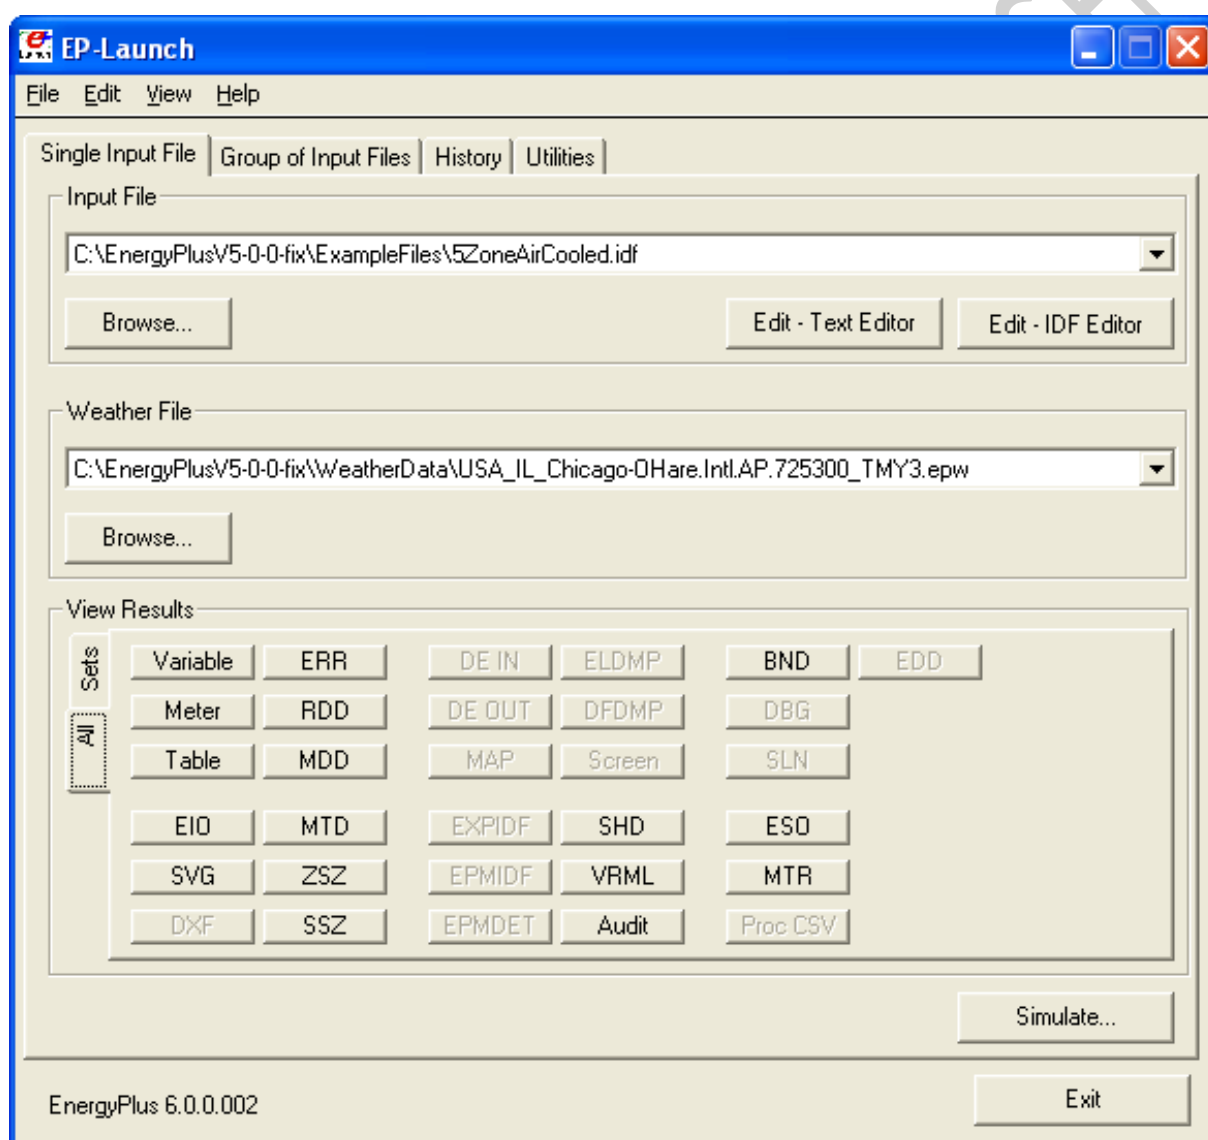 EP-Launch
File Edit View Help
Single Input File Group of Input Files History Utilities
Input File
C:\EnergyPlusV5-0-0-fix\ExampleFiles\5ZoneAirCooled.idf
Browse... Edit - Text Editor Edit - IDF Editor
Weather File
C:\EnergyPlusV5-0-0-fix\WeatherData\USA_IL_Chicago-OHare.Intl.AP.725300_TMY3.epw
Browse...
View Results
Sets
All
Variable ERR DE IN ELDMP BND EDD
Meter RDD DE OUT DFDMP DBG
Table MDD MAP Screen SLN
EIO MTD EXPIDF SHD ESO
SVG ZSZ EPMIDF VRML MTR
DXF SSZ EPMDET Audit Proc CSV
Simulate...
EnergyPlus 6.0.0.002 Exit